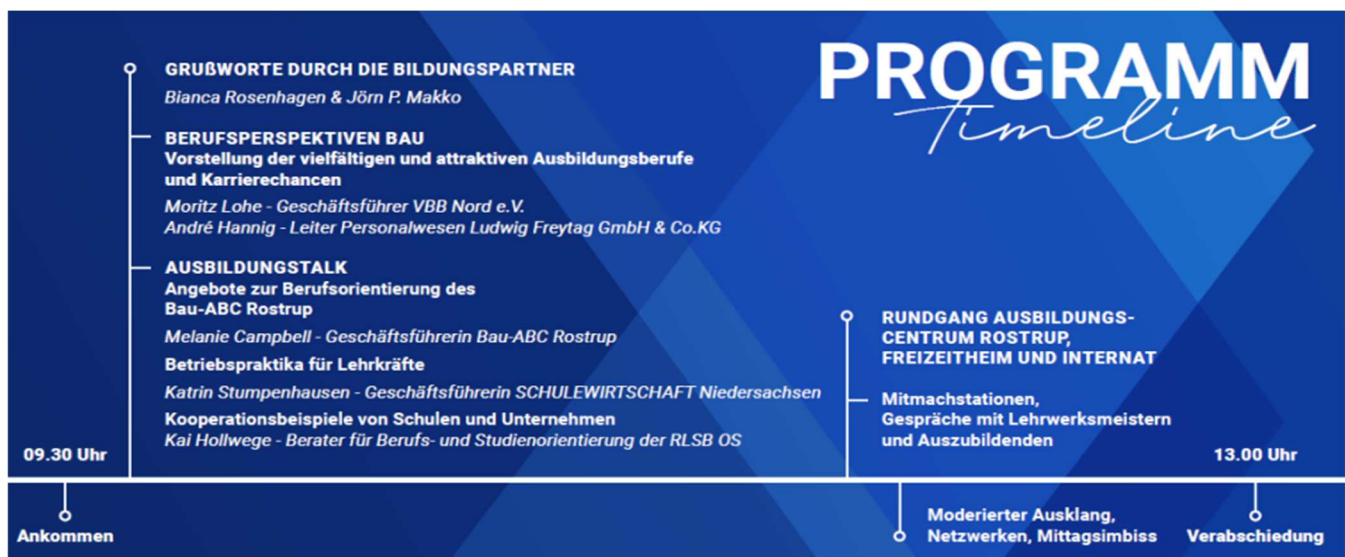 PROGRAMM
Timeline
GRUßWORTE DURCH DIE BILDUNGSPARTNER
Bianca Rosenhagen & Jörn P. Makko
BERUFSPERSPEKTIVEN BAU
Vorstellung der vielfältigen und attraktiven Ausbildungsberufe
und Karrierechancen
Moritz Lohe - Geschäftsführer VBB Nord e.V.
André Hannig - Leiter Personalwesen Ludwig Freytag GmbH & Co.KG
AUSBILDUNGSTALK
Angebote zur Berufsorientierung des
Bau-ABC Rostrup
Melanie Campbell - Geschäftsführerin Bau-ABC Rostrup
Betriebspraktika für Lehrkräfte
Katrin Stumpenhausen - Geschäftsführerin SCHULEWIRTSCHAFT Niedersachsen
Kooperationsbeispiele von Schulen und Unternehmen
Kai Hollwege - Berater für Berufs- und Studienorientierung der RLSB OS
RUNDGANG AUSBILDUNGS-
CENTRUM ROSTRUP,
FREIZEITHEIM UND INTERNAT
Mitmachstationen,
Gespräche mit Lehrwerksmeistern
und Auszubildenden
09.30 Uhr
13.00 Uhr
Ankommen
Moderierter Ausklang,
Netzwerken, Mittagsimbiss
Verabschiedung